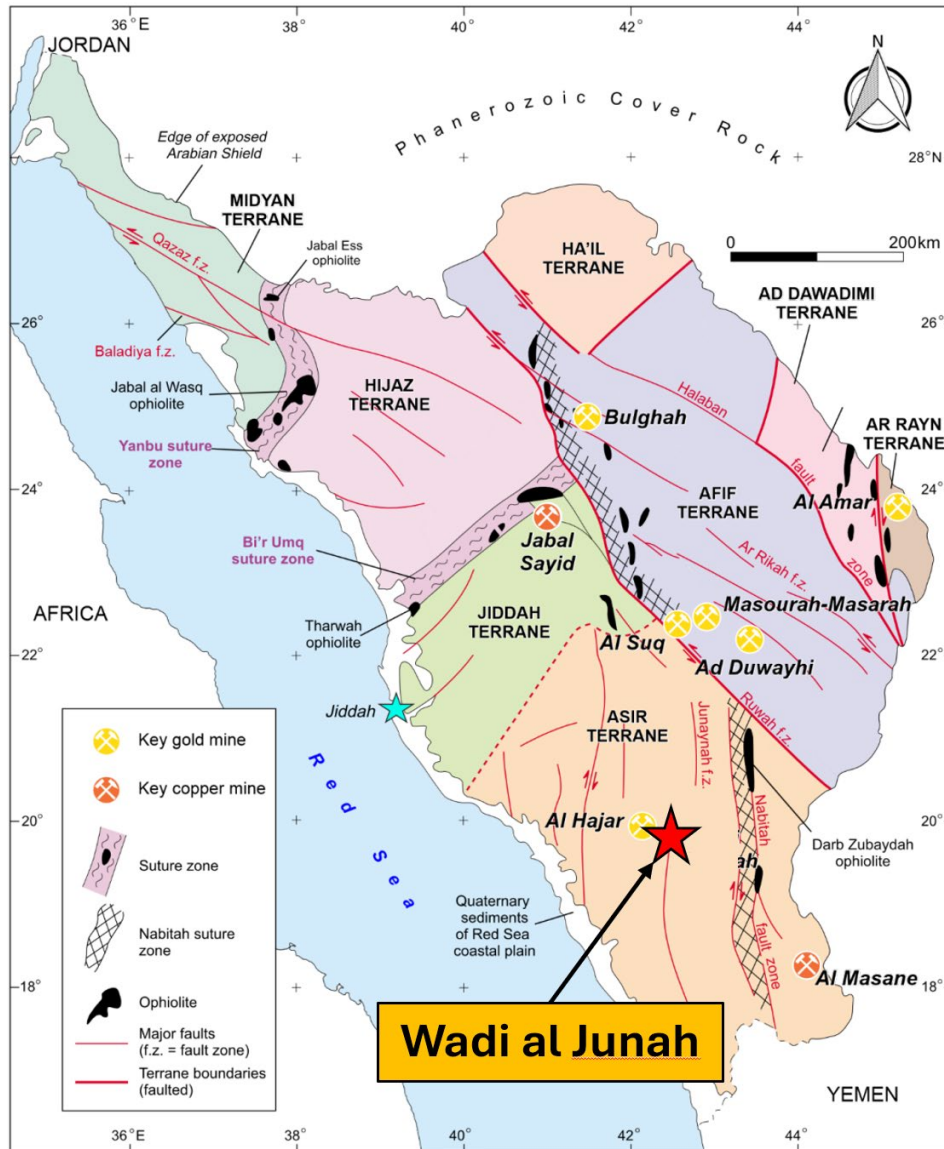 36°E
38
40
42
44
JORDAN
N
Phanerozoic Cover Rock
Edge of exposed
Arabian Shield
28°N
MIDYAN
TERRANE
Qazaz f.z.
Jabal Ess
ophiolite
HA'IL
TERRANE
0
200km
AD DAWADIMI
TERRANE
26°
26°
Baladiya f.z.
Jabal al Wasq
ophiolite
HIJAZ
TERRANE
Halaban
fault
zone
Bulghah
AR RAYN
TERRANE
Yanbu suture
zone
24°
24°
Al Amar
AFIF
TERRANE
Jabal
Sayid
Bi'r Umq
suture zone
Ar Rikah f.z.
AFRICA
Tharwah
ophiolite
JIDDAH
TERRANE
Masourah-Masarah
Al Suq
Ad Duwayhi
22°
22°
Jiddah
Ruwah f.z.
ASIR
TERRANE
Junaynah f.z.
Red Sea
Key gold mine
Key copper mine
Suture zone
Nabitah suture
zone
Ophiolite
Major faults
(f.z. = fault zone)
Terrane boundaries
(faulted)
20°
20°
Al Hajar
Nabitah
fault zone
ah
Darb Zubaydah
ophiolite
Quaternary
sediments
of Red Sea
coastal plain
18°
18°
Al Masane
Wadi al Junah
YEMEN
36°E
38
40
42
44